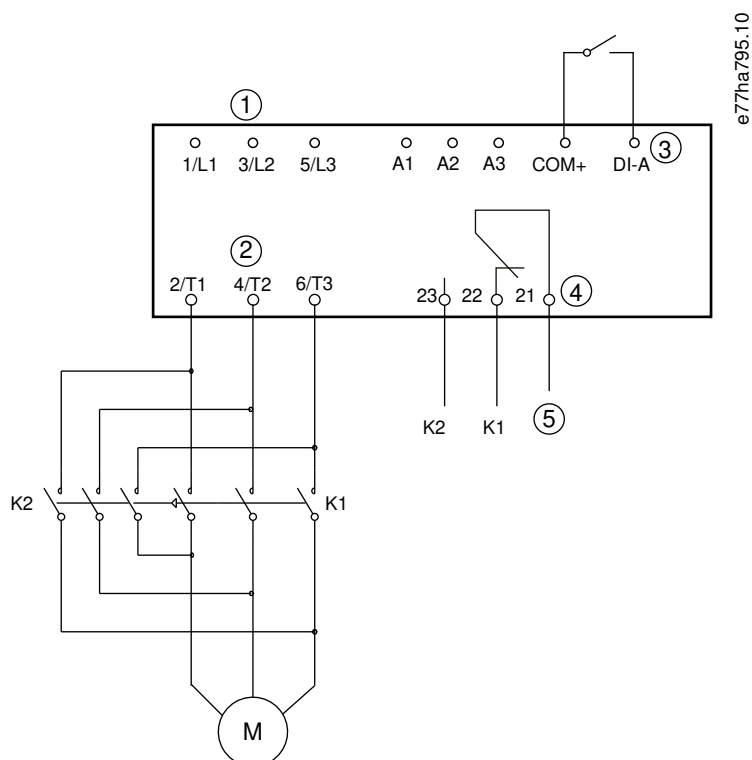 e77ha795.10
1
1/L1 3/L2 5/L3 A1 A2 A3 COM+ DI-A 3
2
2/T1 4/T2 6/T3 23 22 21 4
K2 K1 5
K2 K1
M